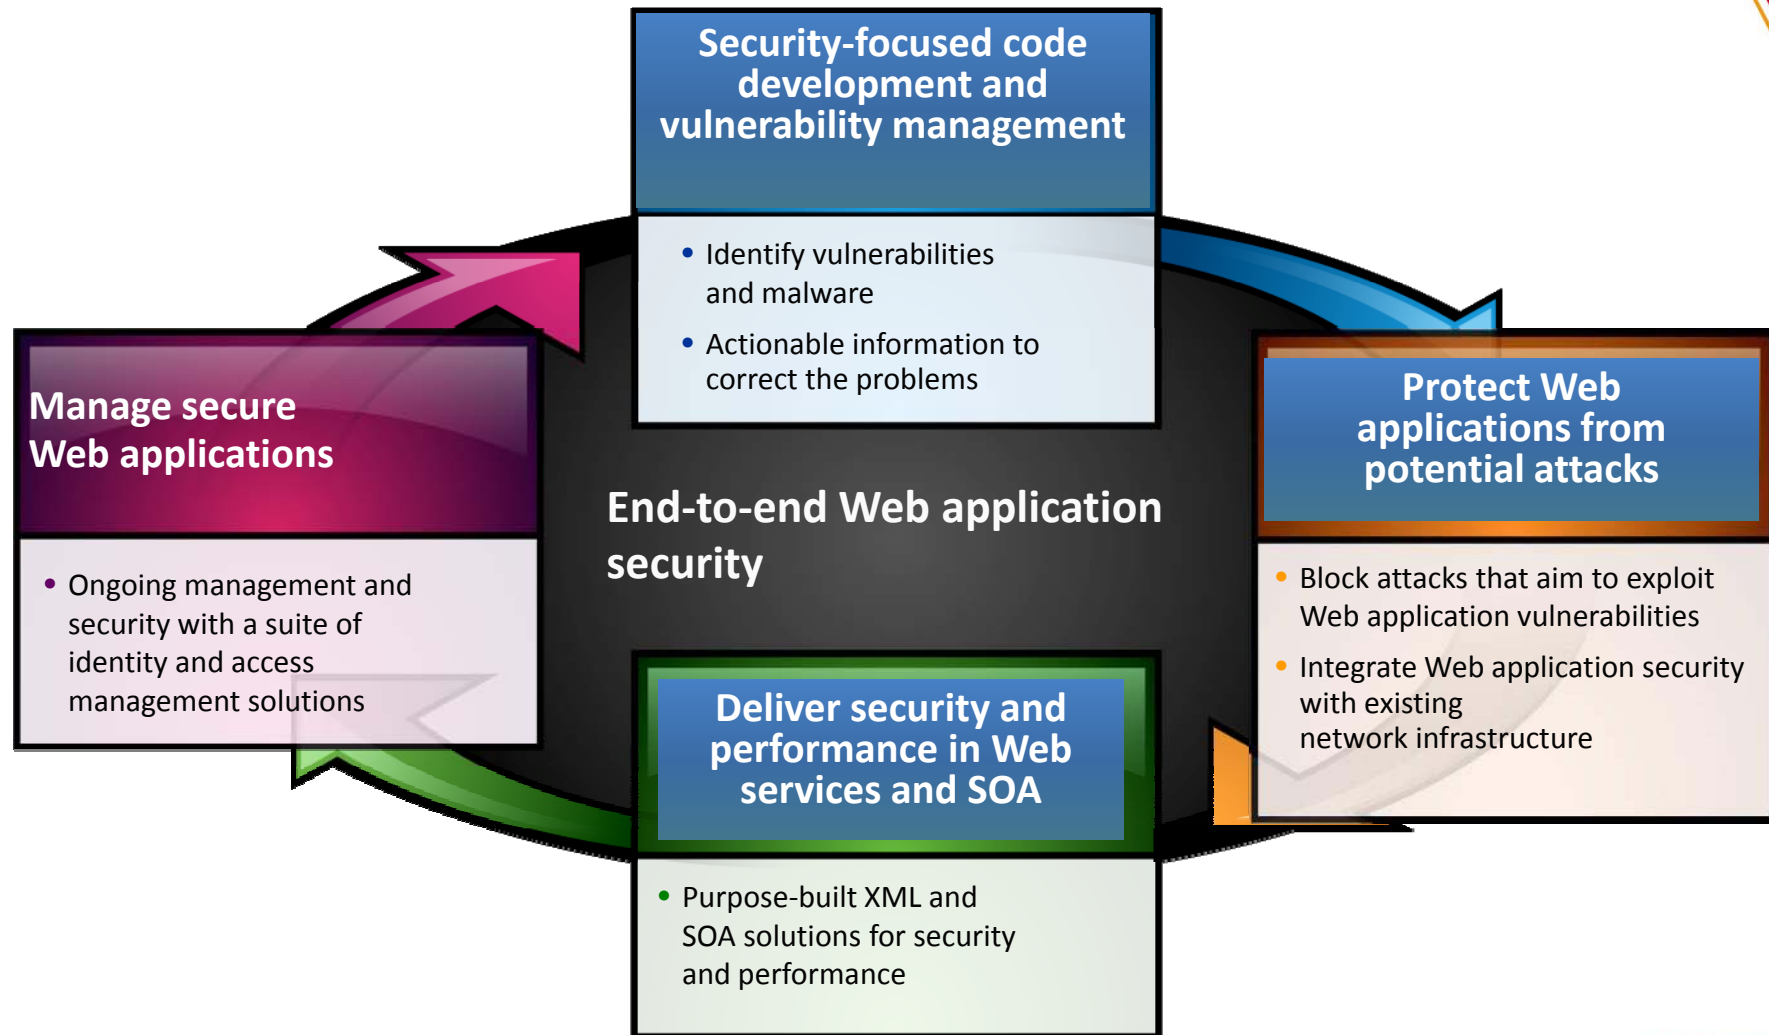 Security-focused code
development and
vulnerability management
• Identify vulnerabilities
and malware
• Actionable information to
correct the problems
Manage secure
Web applications
• Ongoing management and
security with a suite of
identity and access
management solutions
End-to-end Web application
security
Protect Web
applications from
potential attacks
• Block attacks that aim to exploit
Web application vulnerabilities
• Integrate Web application security
with existing
network infrastructure
Deliver security and
performance in Web
services and SOA
• Purpose-built XML and
SOA solutions for security
and performance